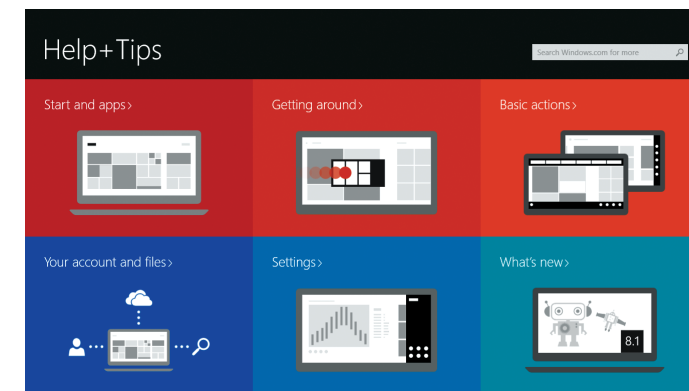 Help+Tips
Search Windows.com for more
Start and apps>
Getting around>
Basic actions>
Your account and files>
Settings>
What's new>
8.1